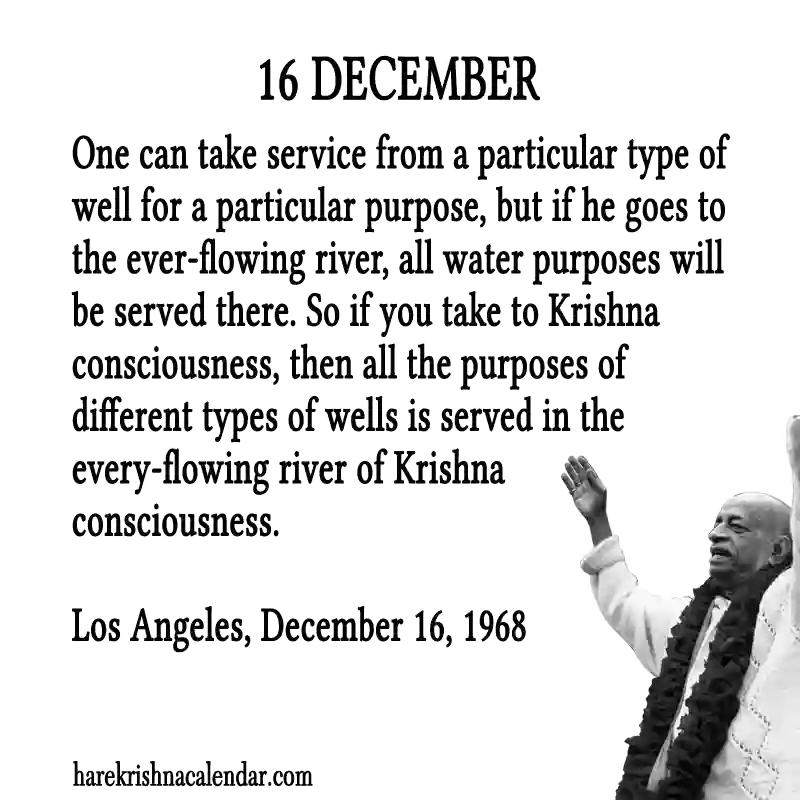 16 DECEMBER
One can take service from a particular type of
well for a particular purpose, but if he goes to
the ever-flowing river, all water purposes will
be served there. So if you take to Krishna
consciousness, then all the purposes of
different types of wells is served in the
every-flowing river of Krishna
consciousness.
Los Angeles, December 16, 1968
harekrishnacalendar.com